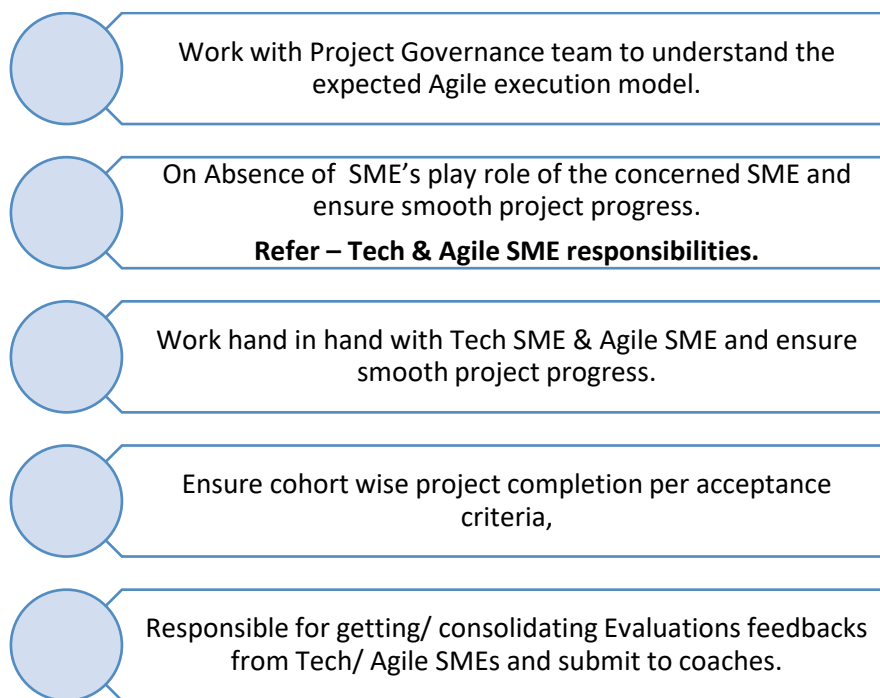 Work with Project Governance team to understand the
expected Agile execution model.
On Absence of  SME’s play role of the concerned SME and
ensure smooth project progress.
Refer – Tech & Agile SME responsibilities.
Work hand in hand with Tech SME & Agile SME and ensure
smooth project progress.
Ensure cohort wise project completion per acceptance
criteria,
Responsible for getting/ consolidating Evaluations feedbacks
from Tech/ Agile SMEs and submit to coaches.